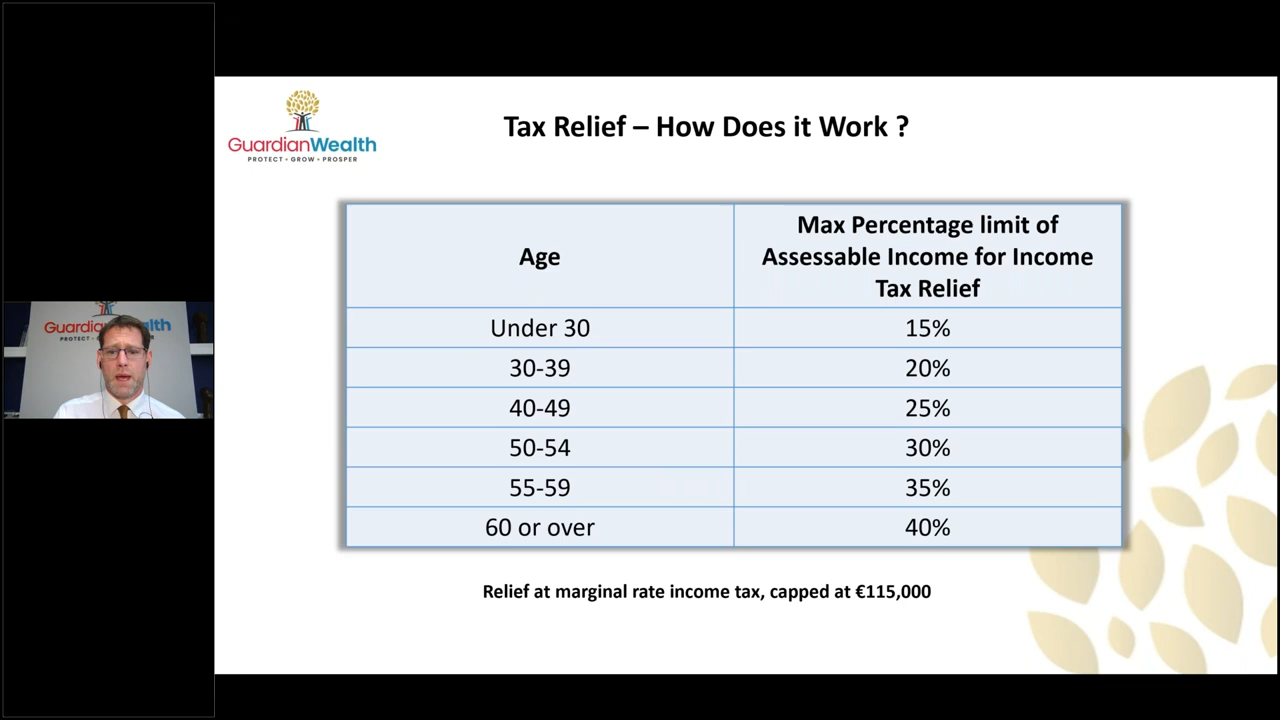 GuardianWealth
PROTECT • GROW • PROSPER
Tax Relief – How Does it Work ?
Age
Max Percentage limit of
Assessable Income for Income
Tax Relief
Under 30 15%
30-39 20%
40-49 25%
50-54 30%
55-59 35%
60 or over 40%
Relief at marginal rate income tax, capped at €115,000